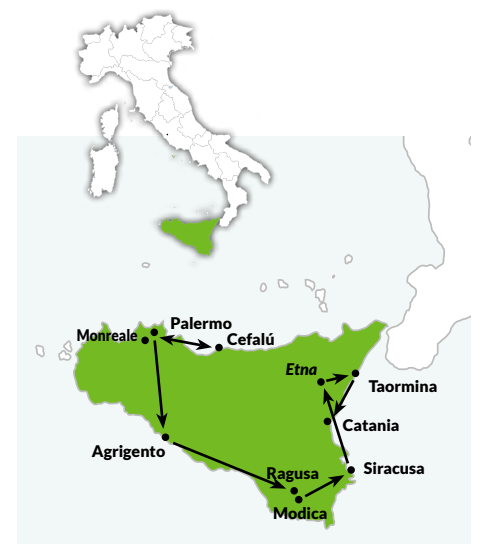 Palermo
Monreale
Cefalú
Etna
Taormina
Catania
Agrigento
Siracusa
Ragusa
Modica